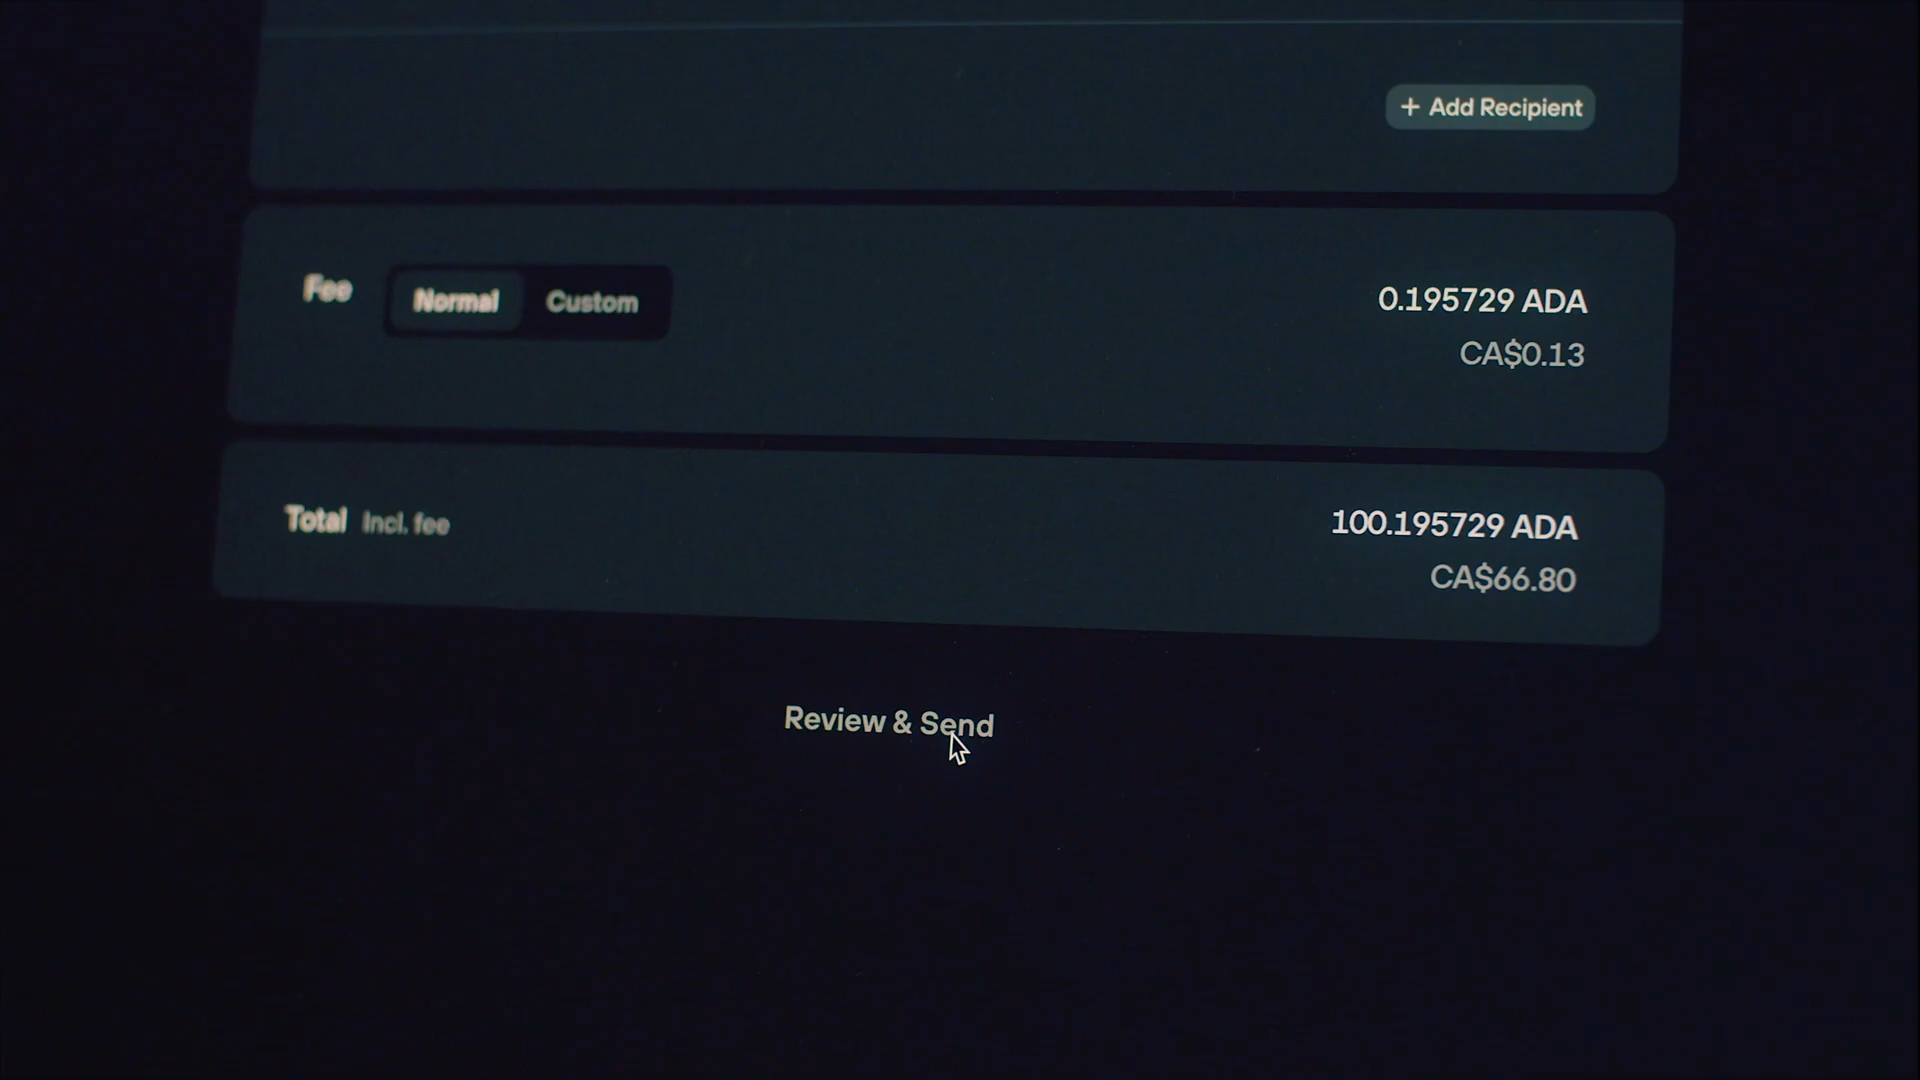 + Add Recipient
Fee Normal Custom 0.195729 ADA
CA$0.13
Total Incl. fee 100.195729 ADA
CA$66.80
Review & Send